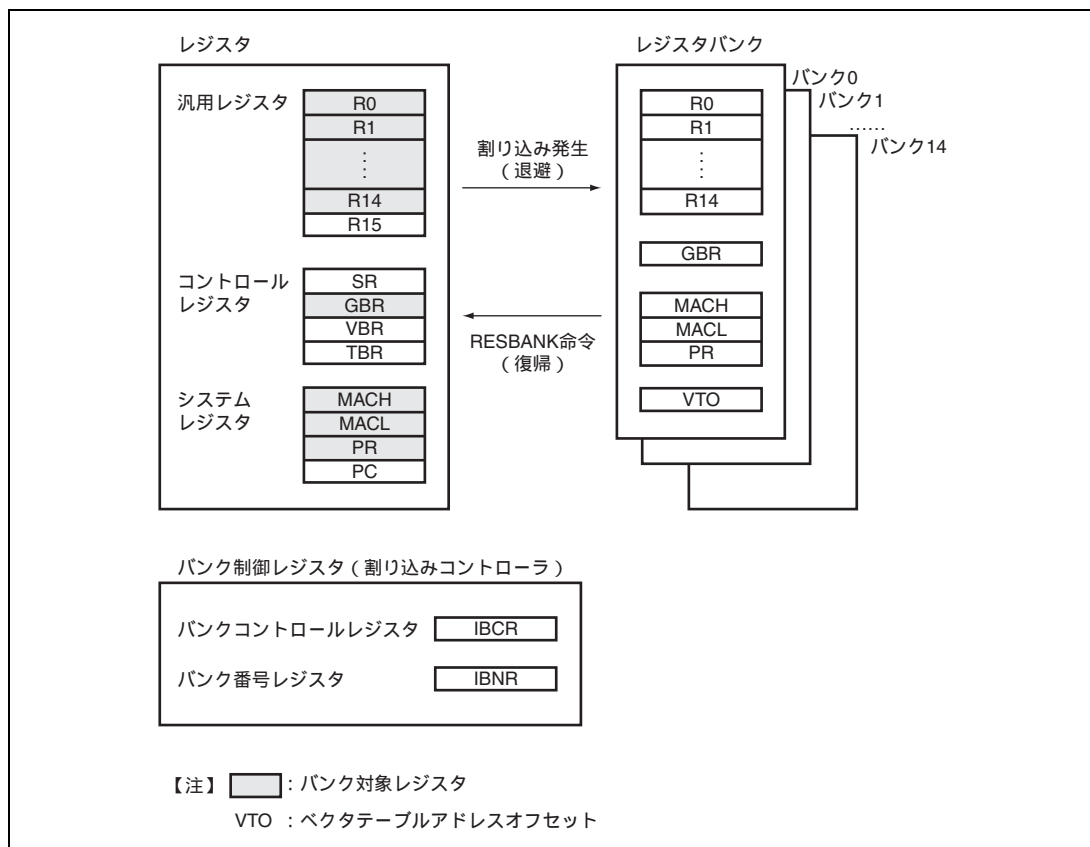 レジスタ
汎用レジスタ
R0
R1
⋮
R14
R15
コントロール
レジスタ
SR
GBR
VBR
TBR
システム
レジスタ
MACH
MACL
PR
PC
割り込み発生
(退避)
RESBANK命令
(復帰)
レジスタバンク
バンク0
バンク1
……
バンク14
R0
R1
⋮
R14
GBR
MACH
MACL
PR
VTO
バンク制御レジスタ(割り込みコントローラ)
バンクコントロールレジスタ IBCR
バンク番号レジスタ IBNR
【注】 :バンク対象レジスタ
VTO :ベクタテーブルアドレスオフセット